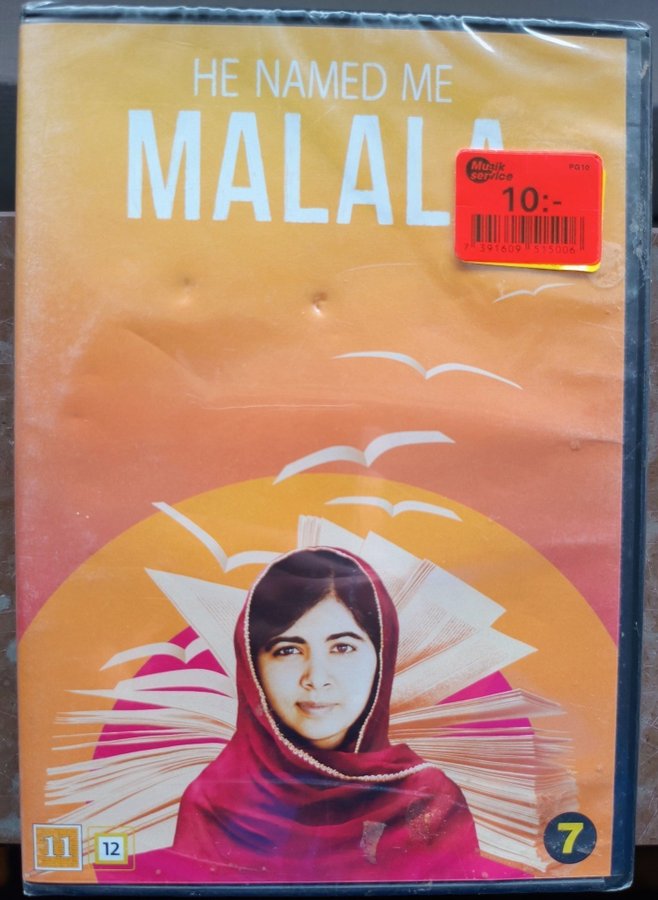 HE NAMED ME
MALALA
Musik
service
PG10
10:-
7 391609 515006
11
12
7